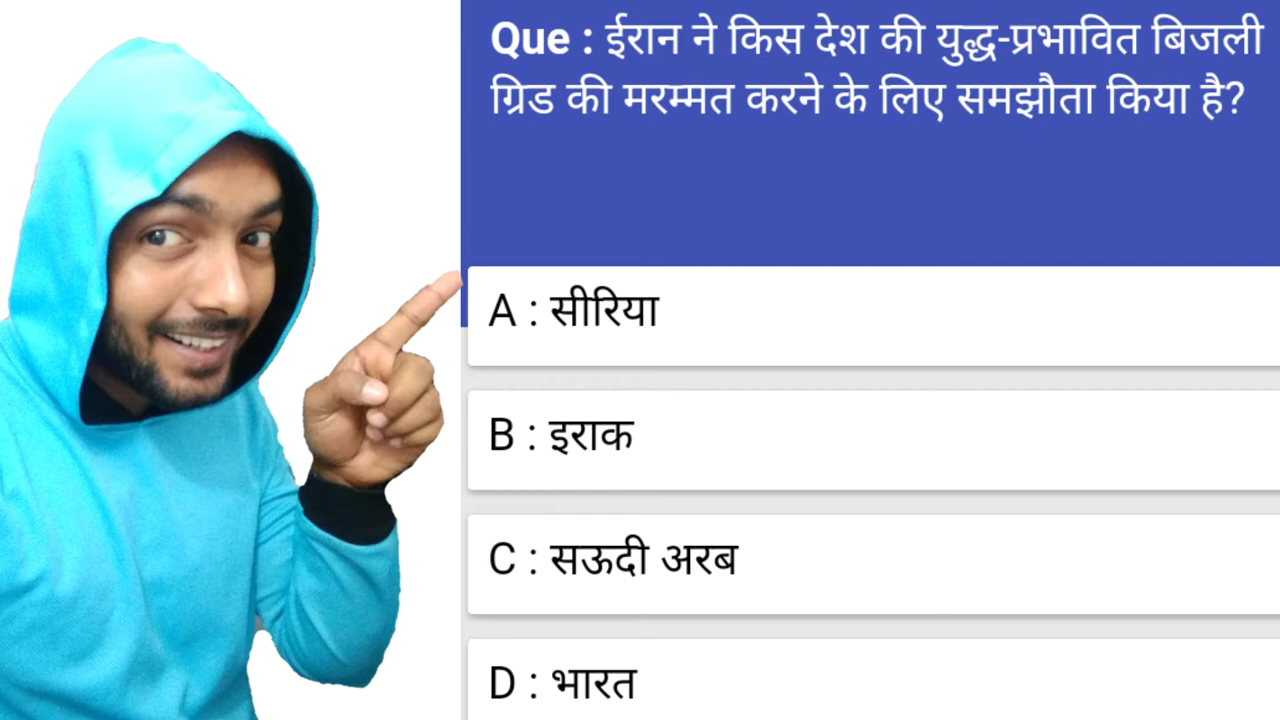 Que : ईरान ने किस देश की युद्ध-प्रभावित बिजली
ग्रिड की मरम्मत करने के लिए समझौता किया है?
A : सीरिया
B : इराक
C : सऊदी अरब
D : भारत